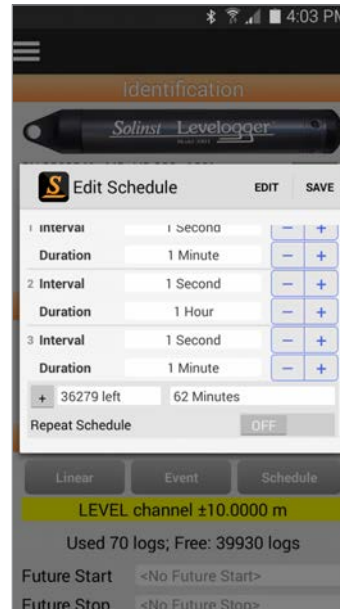 4:03 PM
Identification
Solinst Levelogger
S Edit Schedule EDIT SAVE
1 Interval 1 Second - +
Duration 1 Minute - +
2 Interval 1 Second - +
Duration 1 Hour - +
3 Interval 1 Second - +
Duration 1 Minute - +
+ 36279 left 62 Minutes
Repeat Schedule OFF
Linear Event Schedule
LEVEL channel ±10.0000 m
Used 70 logs; Free: 39930 logs
Future Start <No Future Start>
Future Stop <No Future Stop>